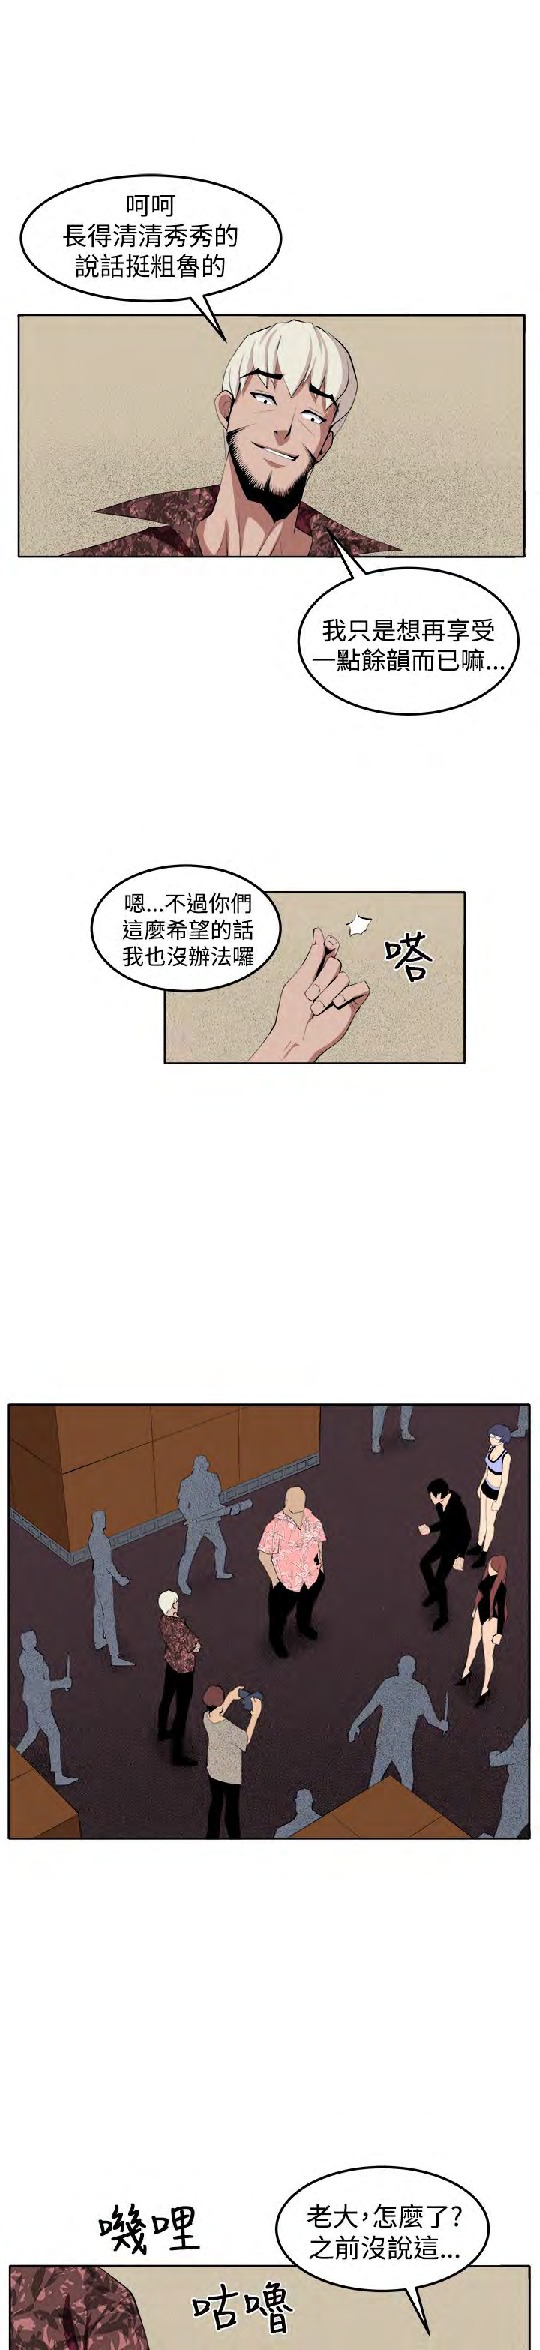 呵呵
長得清清秀秀的
說話挺粗魯的
我只是想再享受
一點餘韻而已嘛...
嗯...不過你們
這麼希望的話
我也沒辦法囉
嗒
老大,怎麼了?
之前沒說這...
嘰哩
咕嚕